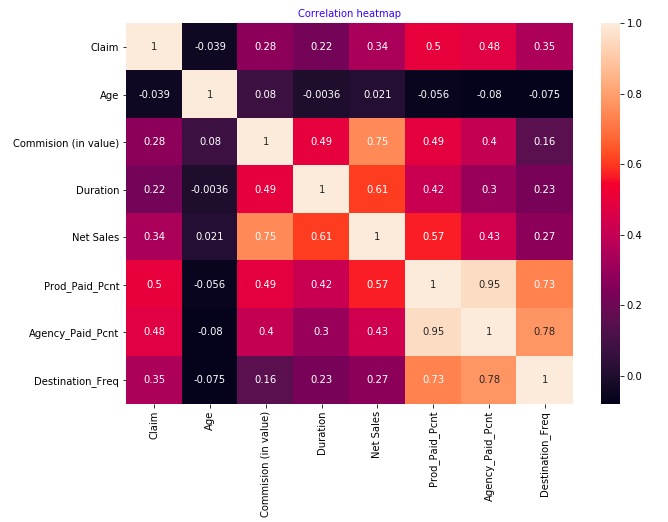 Correlation heatmap
Claim 1 -0.039 0.28 0.22 0.34 0.5 0.48 0.35
Age -0.039 1 0.08 -0.0036 0.021 -0.056 -0.08 -0.075
Commision (in value) 0.28 0.08 1 0.49 0.75 0.49 0.4 0.16
Duration 0.22 -0.0036 0.49 1 0.61 0.42 0.3 0.23
Net Sales 0.34 0.021 0.75 0.61 1 0.57 0.43 0.27
Prod_Paid_Pcnt 0.5 -0.056 0.49 0.42 0.57 1 0.95 0.73
Agency_Paid_Pcnt 0.48 -0.08 0.4 0.3 0.43 0.95 1 0.78
Destination_Freq 0.35 -0.075 0.16 0.23 0.27 0.73 0.78 1
Claim
Age
Commision (in value)
Duration
Net Sales
Prod_Paid_Pcnt
Agency_Paid_Pcnt
Destination_Freq
1.0
0.8
0.6
0.4
0.2
0.0